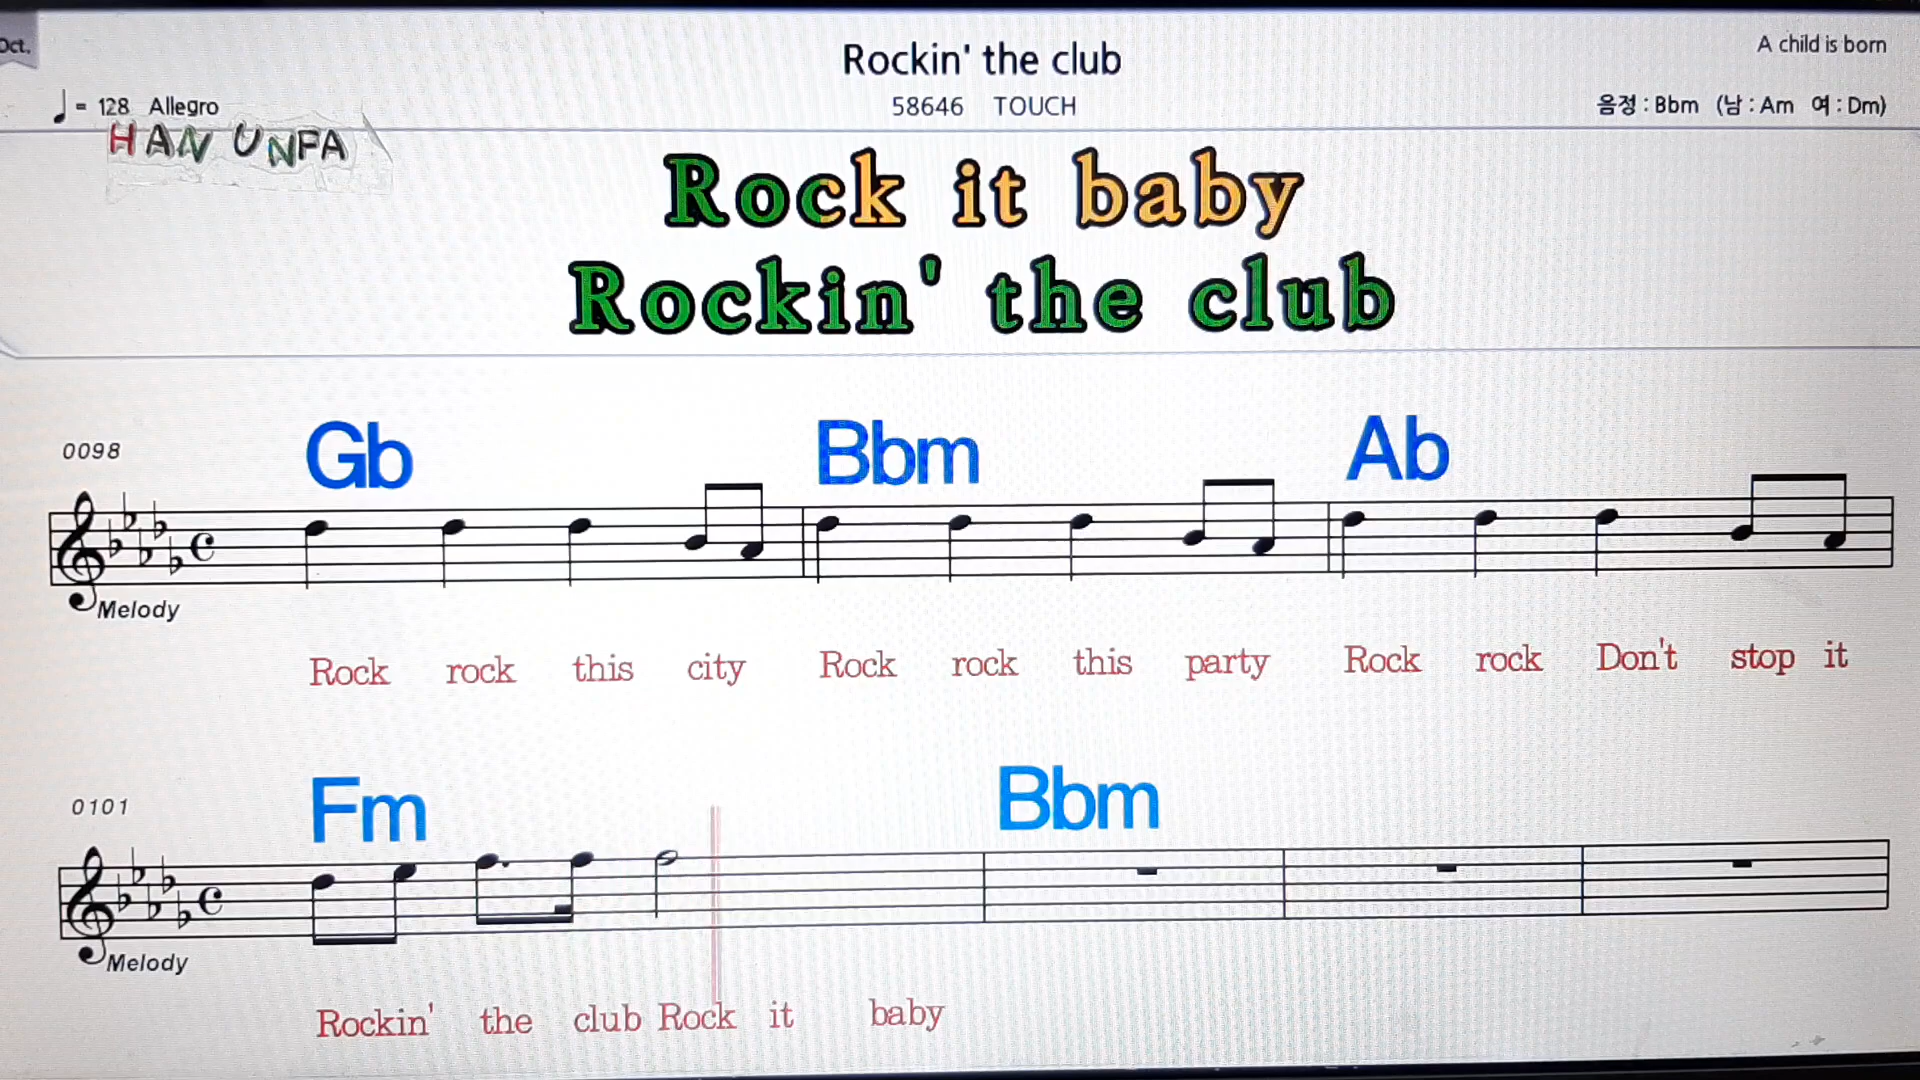 Oct.
Rockin' the club
A child is born
♩ = 128 Allegro
58646 TOUCH
음정 : Bbm (남 : Am 여 : Dm)
HAN UNFA
Rock it baby
Rockin' the club
0098
Gb Bbm Ab
Melody
Rock rock this city Rock rock this party Rock rock Don't stop it
0101
Fm Bbm
Melody
Rockin' the club Rock it baby